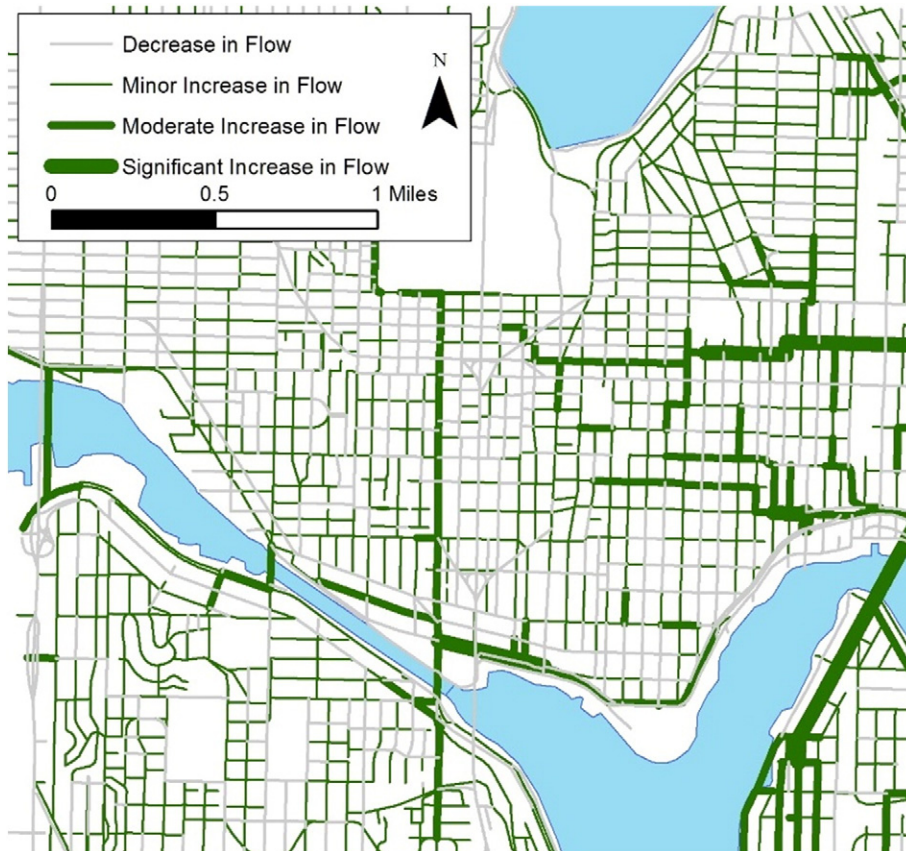 Decrease in Flow
Minor Increase in Flow
Moderate Increase in Flow
Significant Increase in Flow
0 0.5 1 Miles
N